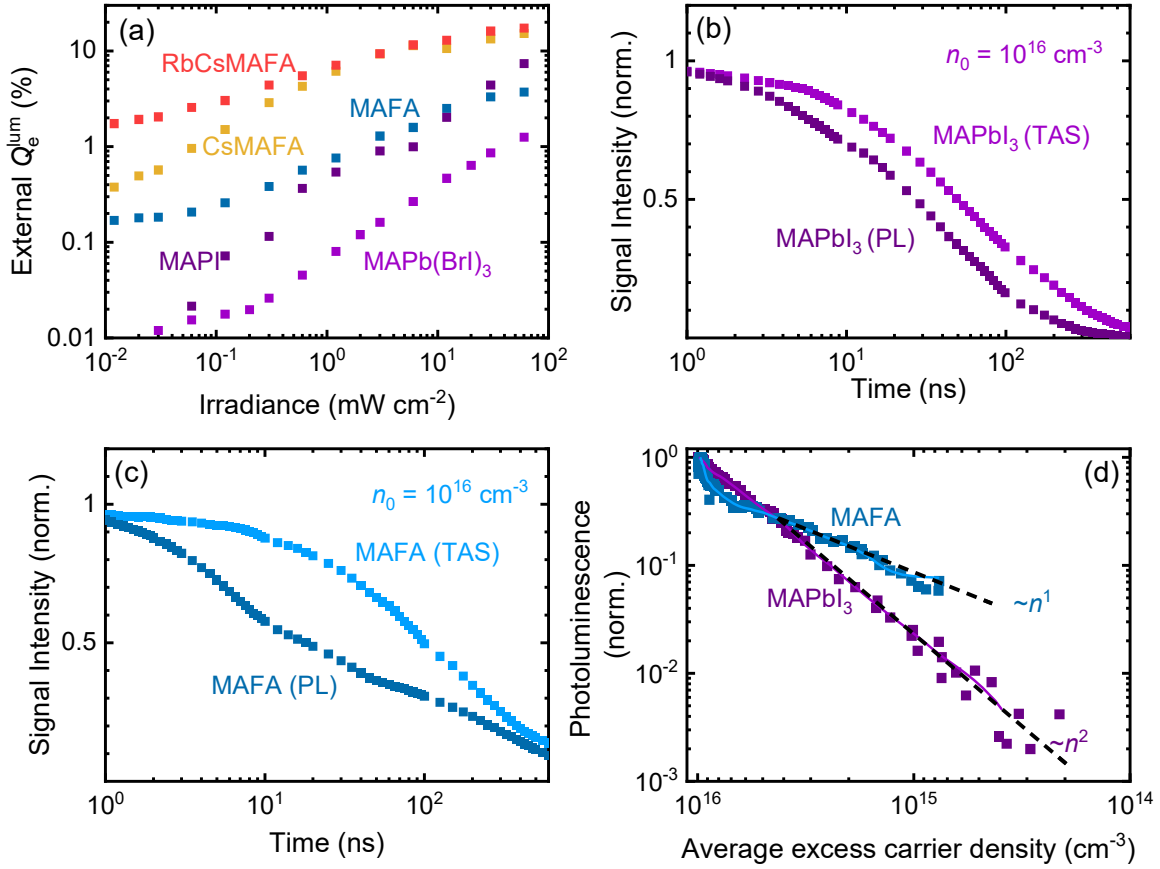 (a)
External Qₑˡᵘᵐ (%)
10
1
0.1
0.01
RbCsMAFA
MAFA
CsMAFA
MAPI
MAPb(BrI)₃
10⁻² 10⁻¹ 10⁰ 10¹ 10²
Irradiance (mW cm⁻²)
(b)
Signal Intensity (norm.)
1
0.5
n₀ = 10¹⁶ cm⁻³
MAPbI₃ (TAS)
MAPbI₃ (PL)
10⁰ 10¹ 10²
Time (ns)
(c)
Signal Intensity (norm.)
1
0.5
n₀ = 10¹⁶ cm⁻³
MAFA (TAS)
MAFA (PL)
10⁰ 10¹ 10²
Time (ns)
(d)
Photoluminescence
(norm.)
10⁰
10⁻¹
10⁻²
10⁻³
MAFA
~n¹
MAPbI₃
~n²
10¹⁶ 10¹⁵ 10¹⁴
Average excess carrier density (cm⁻³)